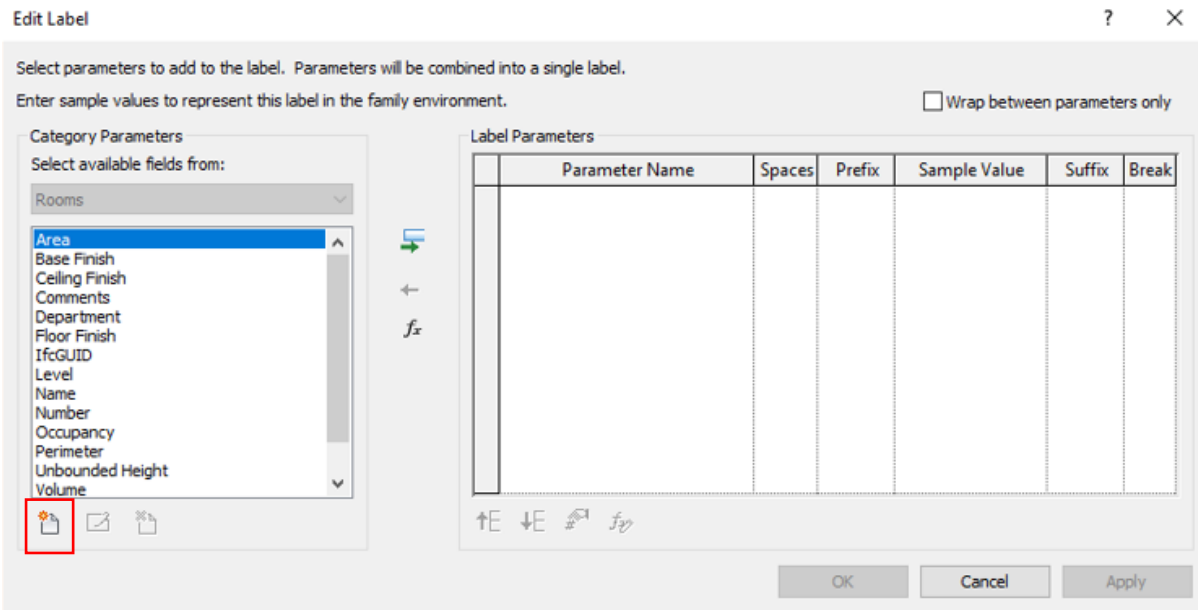 Edit Label
?
Select parameters to add to the label. Parameters will be combined into a single label.
Enter sample values to represent this label in the family environment.
Wrap between parameters only
Category Parameters
Select available fields from:
Rooms
Area
Base Finish
Ceiling Finish
Comments
Department
Floor Finish
IfcGUID
Level
Name
Number
Occupancy
Perimeter
Unbounded Height
Volume
fx
Label Parameters
Parameter Name Spaces Prefix Sample Value Suffix Break
OK Cancel Apply